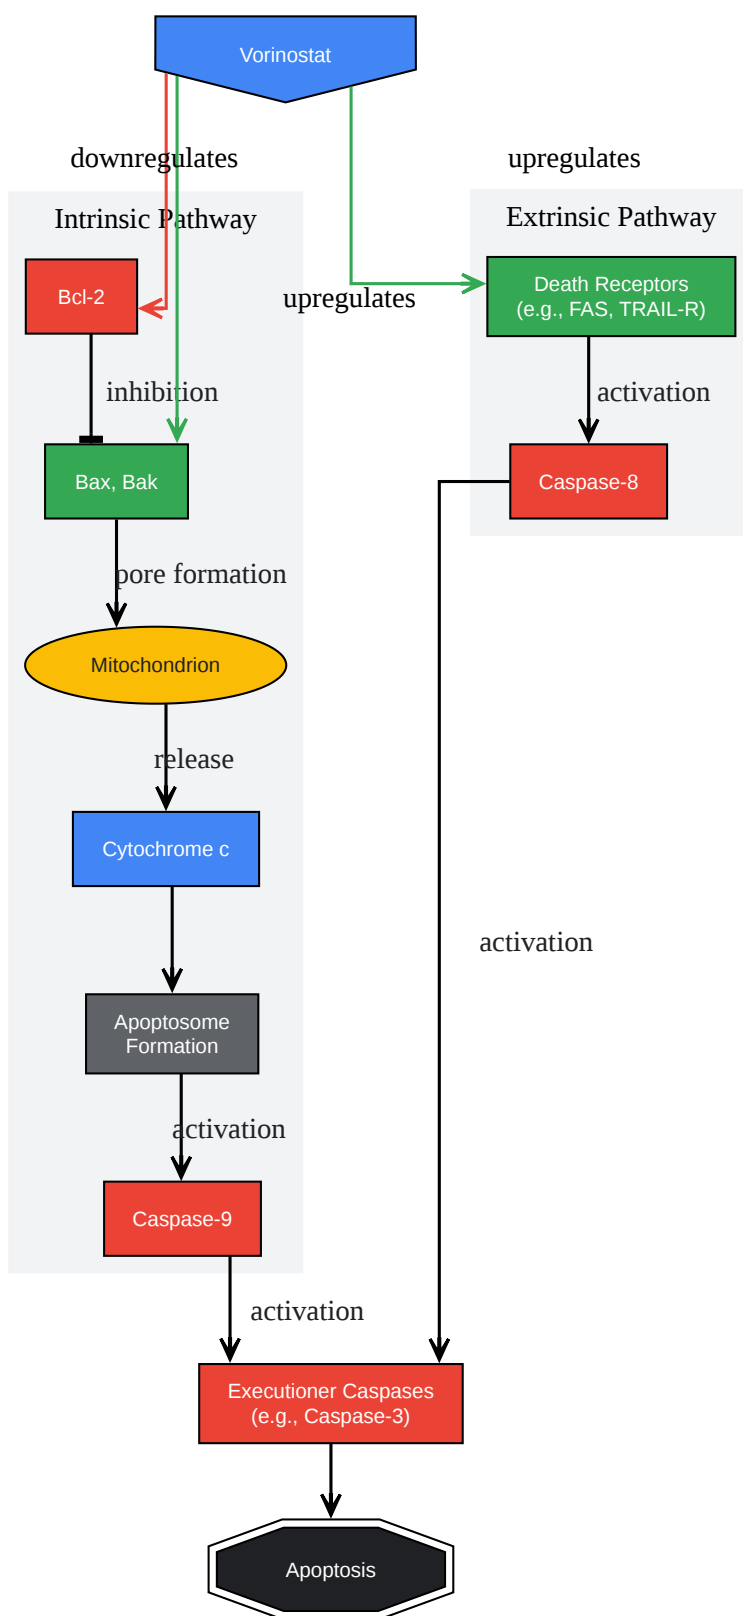 Vorinostat
downregulates
upregulates
Intrinsic Pathway
Extrinsic Pathway
Bcl-2
upregulates
Death Receptors
(e.g., FAS, TRAIL-R)
inhibition
activation
Bax, Bak
Caspase-8
pore formation
Mitochondrion
release
Cytochrome c
activation
Apoptosome
Formation
activation
Caspase-9
activation
Executioner Caspases
(e.g., Caspase-3)
Apoptosis